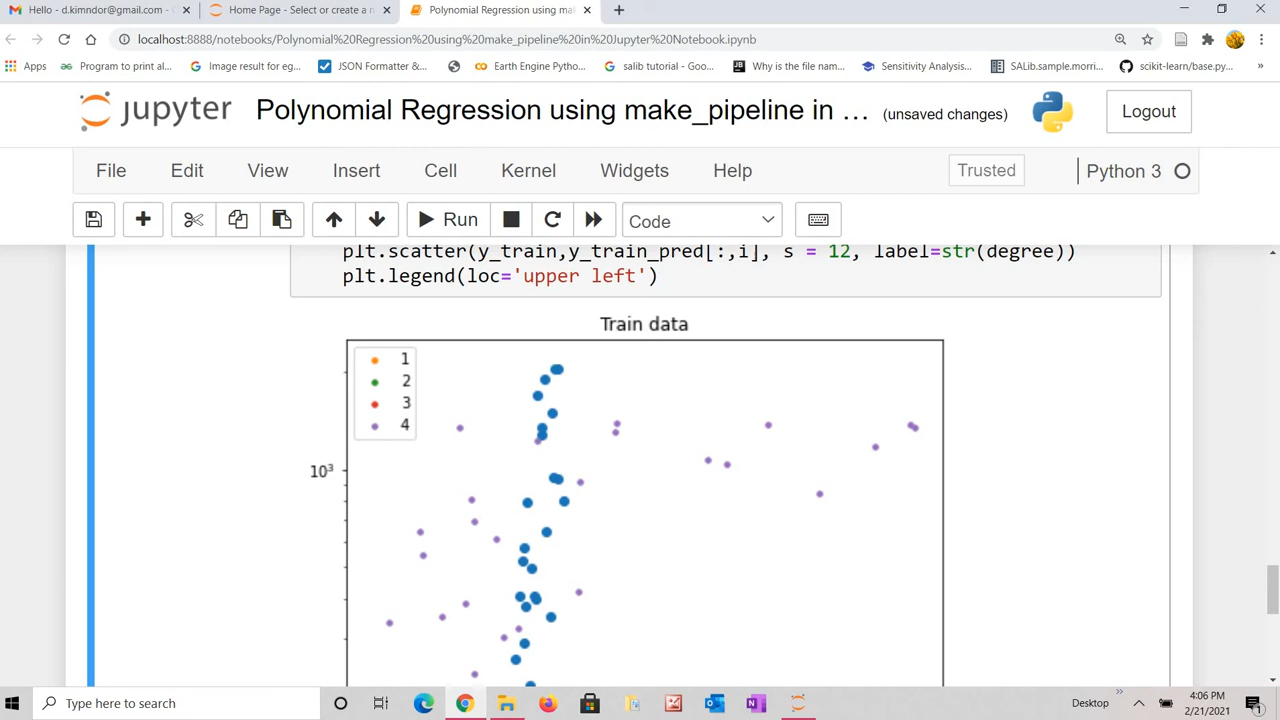 Hello - d.kimndor@gmail.com - G
Home Page - Select or create a n
Polynomial Regression using mak
localhost:8888/notebooks/Polynomial%20Regression%20using%20make_pipeline%20in%20Jupyter%20Notebook.ipynb
Apps
Program to print al...
Image result for eg...
JSON Formatter &...
Earth Engine Pytho...
salib tutorial - Goo...
Why is the file nam...
Sensitivity Analysis...
SALib.sample.morri...
scikit-learn/base.py...
»
jupyter
Polynomial Regression using make_pipeline in ...
(unsaved changes)
Logout
File
Edit
View
Insert
Cell
Kernel
Widgets
Help
Trusted
Python 3
Run
Code
plt.scatter(y_train,y_train_pred[:,i], s = 12, label=str(degree))
plt.legend(loc='upper left')
Train data
1
2
3
4
10³
Type here to search
Desktop
»
4:06 PM
2/21/2021
1